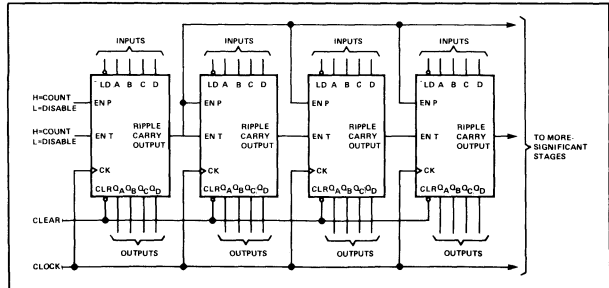 INPUTS INPUTS INPUTS INPUTS
LD A B C D LD A B C D LD A B C D LD A B C D
H=COUNT
L=DISABLE
EN P EN P EN P EN P
H=COUNT
L=DISABLE
EN T RIPPLE CARRY OUTPUT EN T RIPPLE CARRY OUTPUT EN T RIPPLE CARRY OUTPUT EN T RIPPLE CARRY OUTPUT
TO MORE-
SIGNIFICANT
STAGES
CK CK CK CK
CLR QA QB QC QD CLR QA QB QC QD CLR QA QB QC QD CLR QA QB QC QD
CLEAR
OUTPUTS OUTPUTS OUTPUTS OUTPUTS
CLOCK